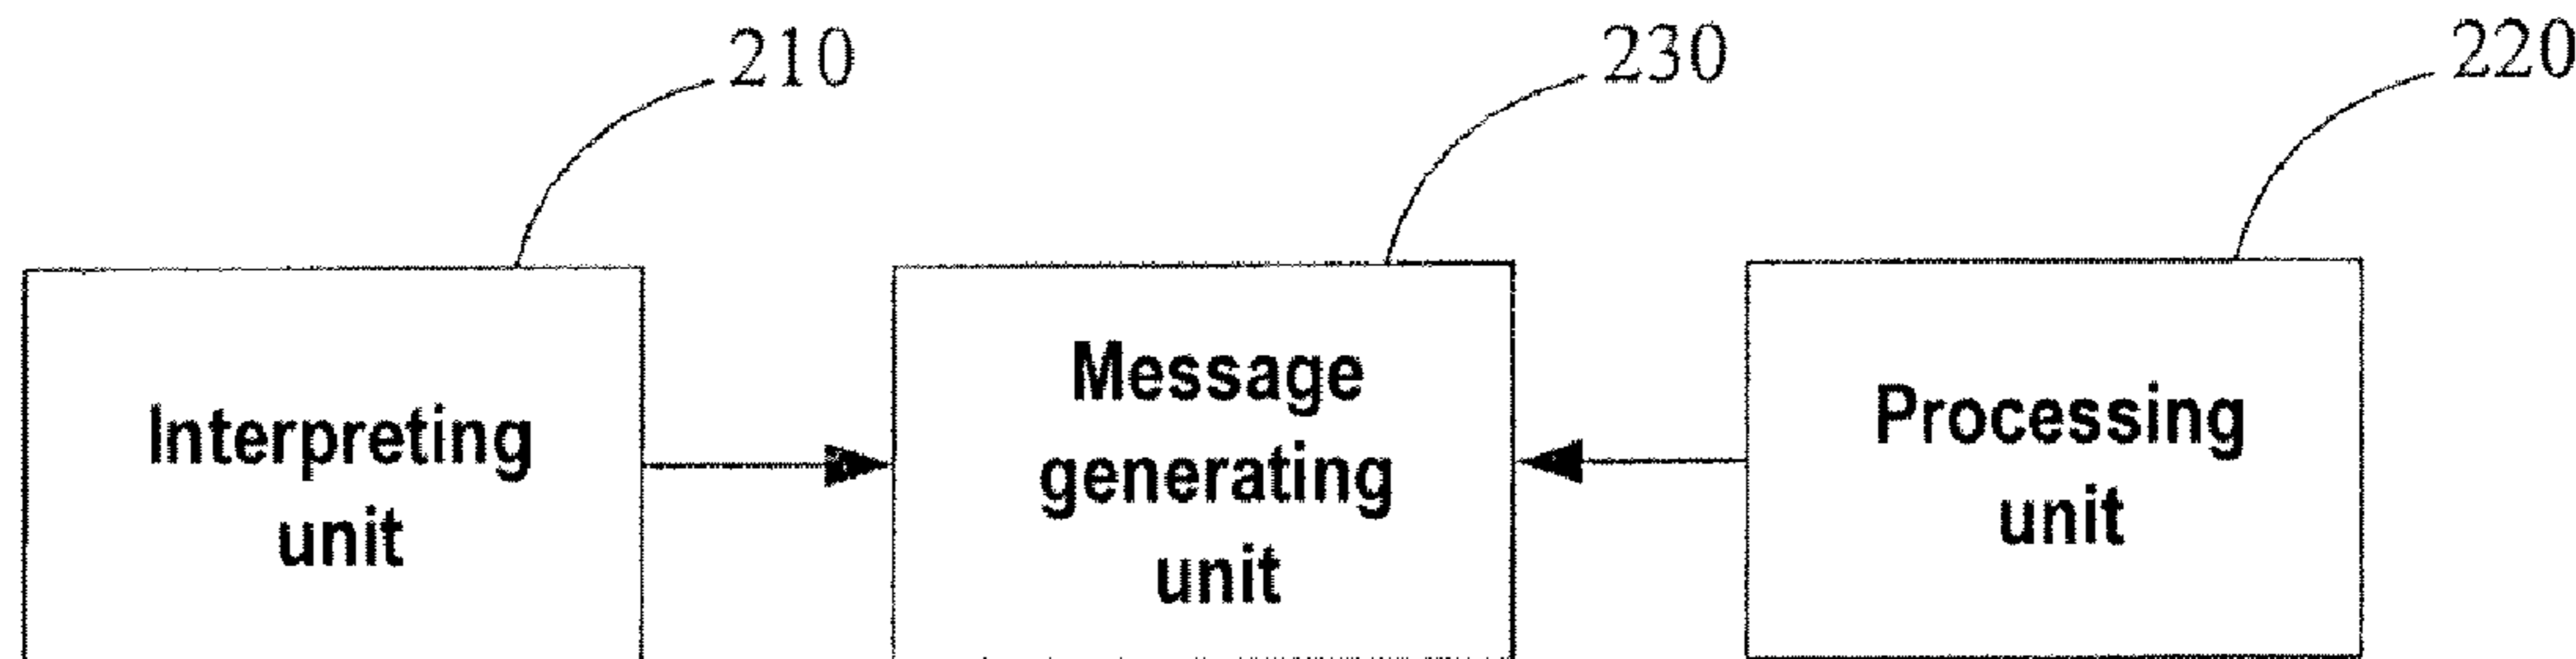 210
230
220
Interpreting
unit
Message
generating
unit
Processing
unit